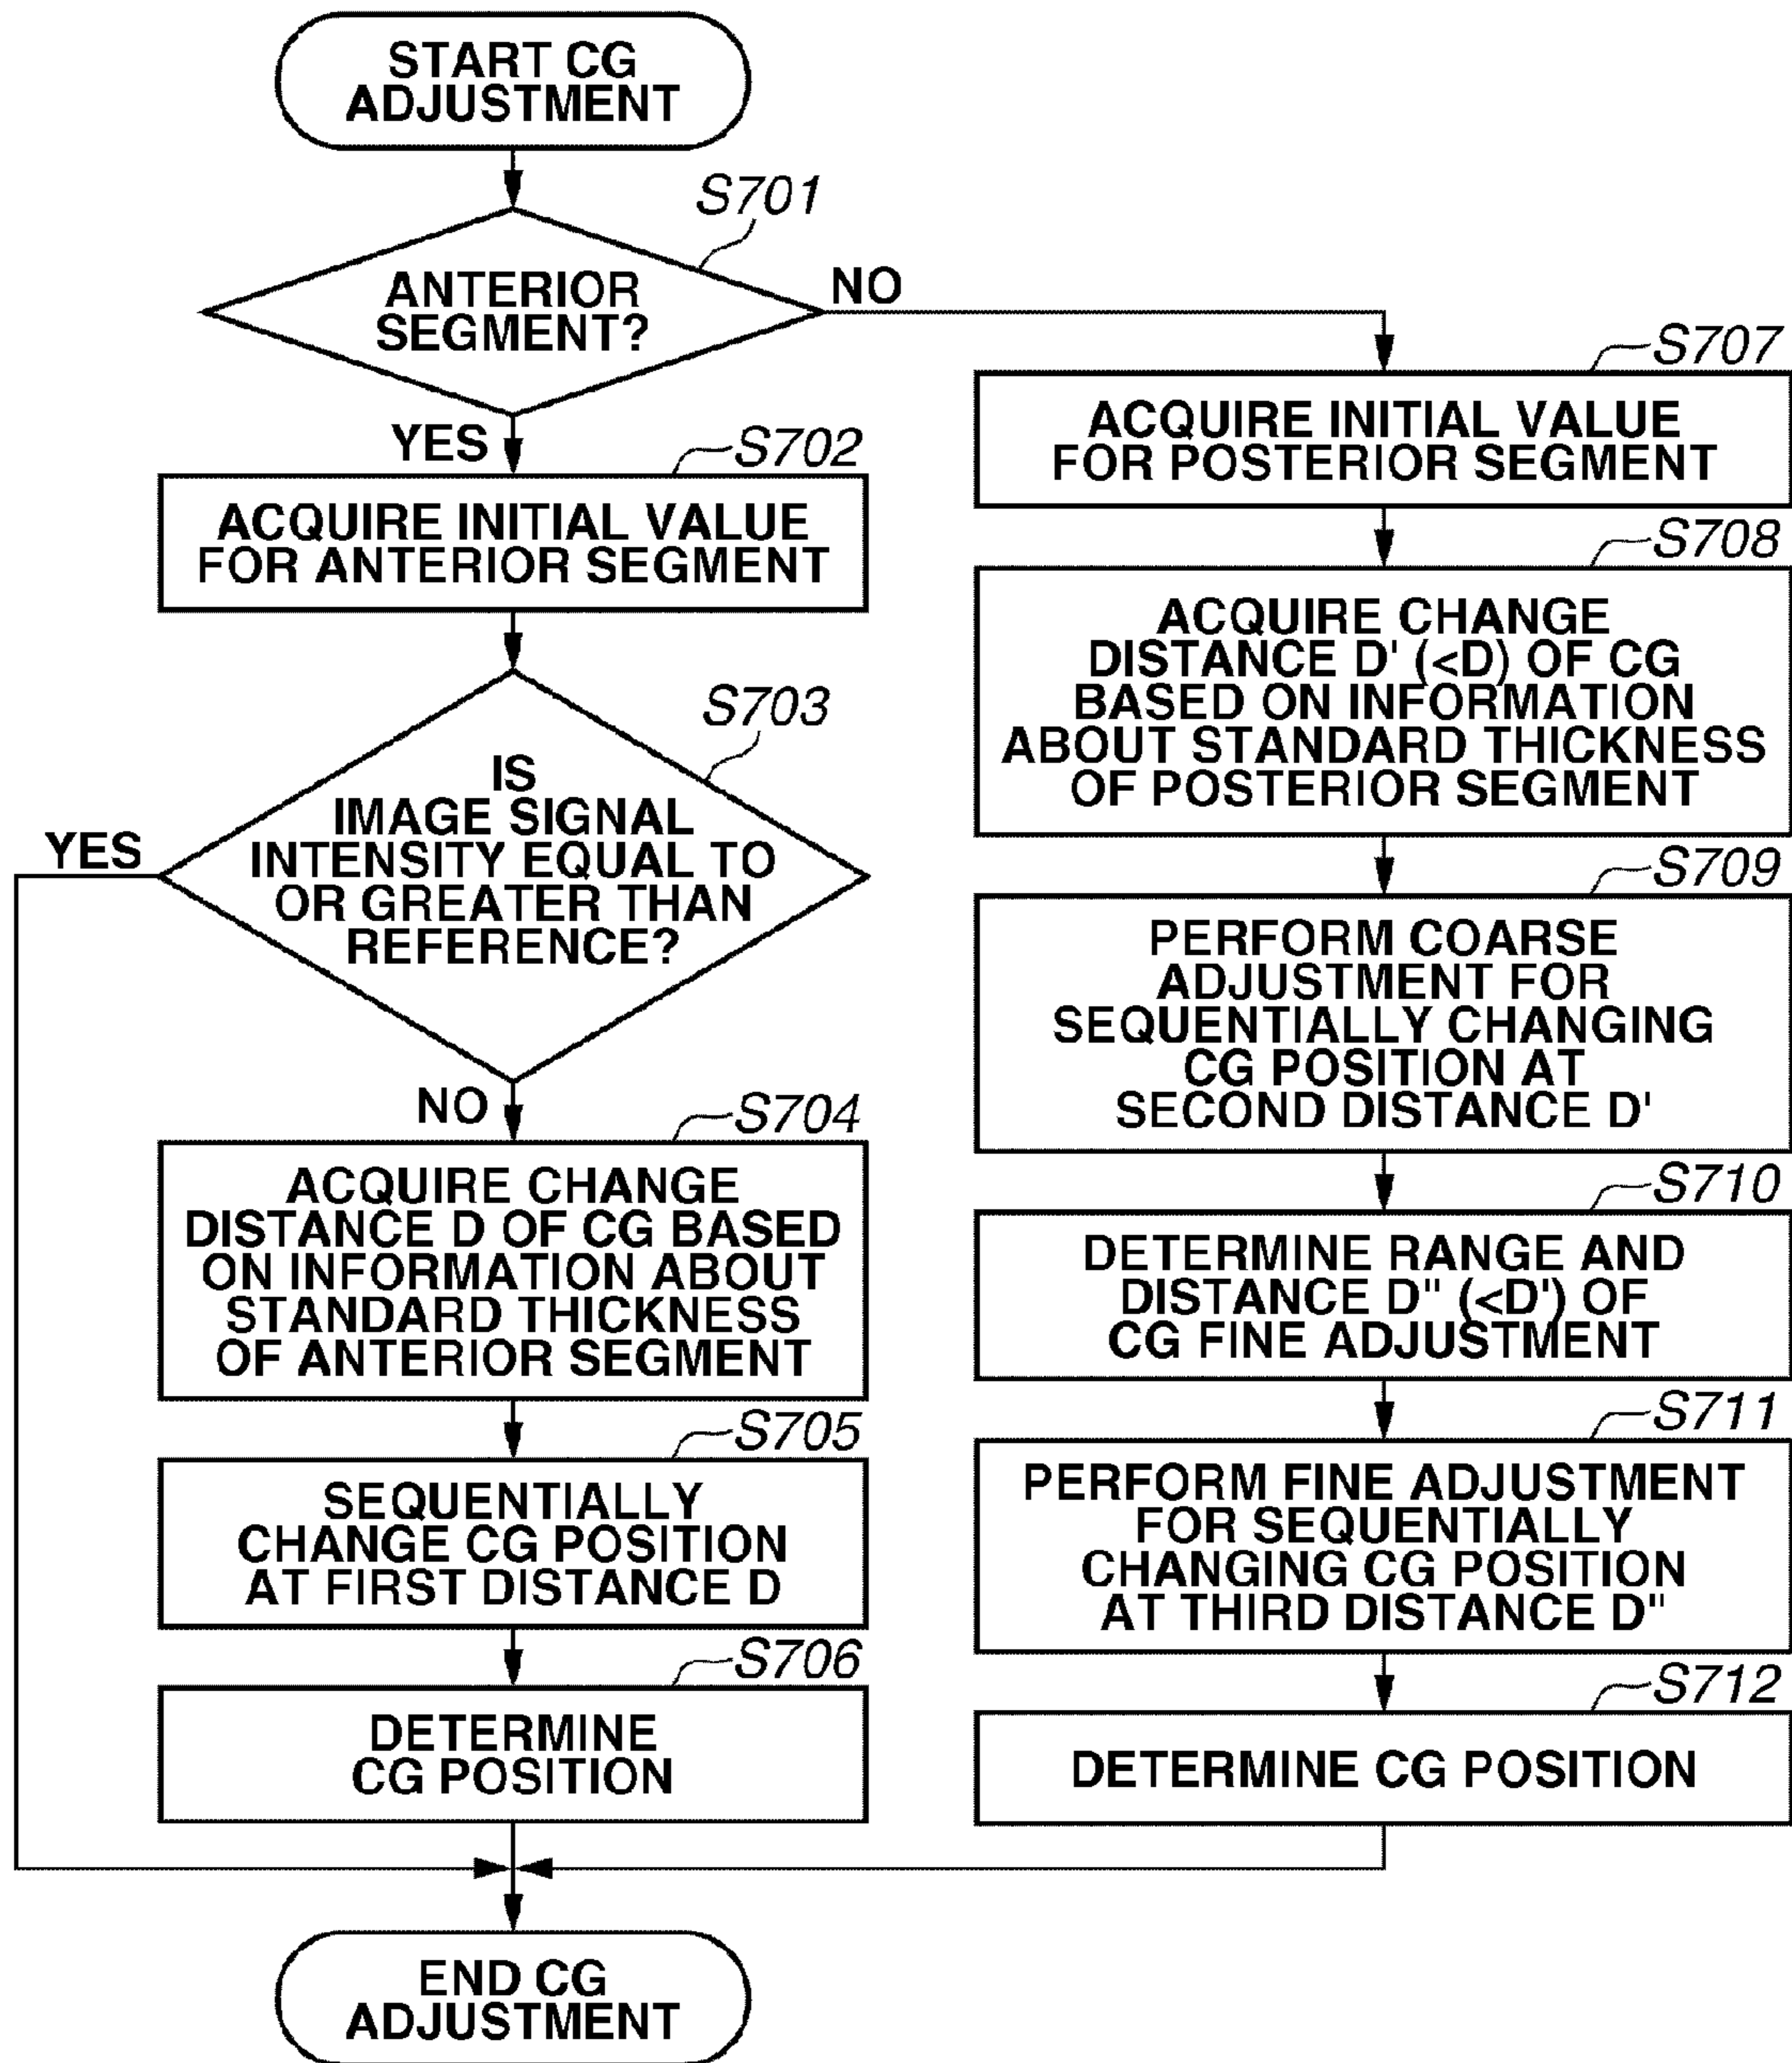 START CG
ADJUSTMENT
S701
ANTERIOR
SEGMENT?
NO
YES
S702
ACQUIRE INITIAL VALUE
FOR ANTERIOR SEGMENT
S703
IS
IMAGE SIGNAL
INTENSITY EQUAL TO
OR GREATER THAN
REFERENCE?
YES
NO
S704
ACQUIRE CHANGE
DISTANCE D OF CG BASED
ON INFORMATION ABOUT
STANDARD THICKNESS
OF ANTERIOR SEGMENT
S705
SEQUENTIALLY
CHANGE CG POSITION
AT FIRST DISTANCE D
S706
DETERMINE
CG POSITION
S707
ACQUIRE INITIAL VALUE
FOR POSTERIOR SEGMENT
S708
ACQUIRE CHANGE
DISTANCE D' (<D) OF CG
BASED ON INFORMATION
ABOUT STANDARD THICKNESS
OF POSTERIOR SEGMENT
S709
PERFORM COARSE
ADJUSTMENT FOR
SEQUENTIALLY CHANGING
CG POSITION AT
SECOND DISTANCE D'
S710
DETERMINE RANGE AND
DISTANCE D" (<D') OF
CG FINE ADJUSTMENT
S711
PERFORM FINE ADJUSTMENT
FOR SEQUENTIALLY
CHANGING CG POSITION
AT THIRD DISTANCE D"
S712
DETERMINE CG POSITION
END CG
ADJUSTMENT